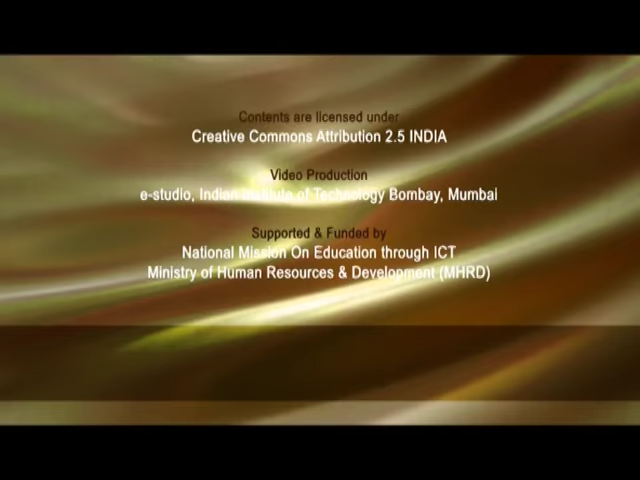 Contents are licensed under
Creative Commons Attribution 2.5 INDIA
Video Production
e-studio, Indian Institute of Technology Bombay, Mumbai
Supported & Funded by
National Mission On Education through ICT
Ministry of Human Resources & Development (MHRD)